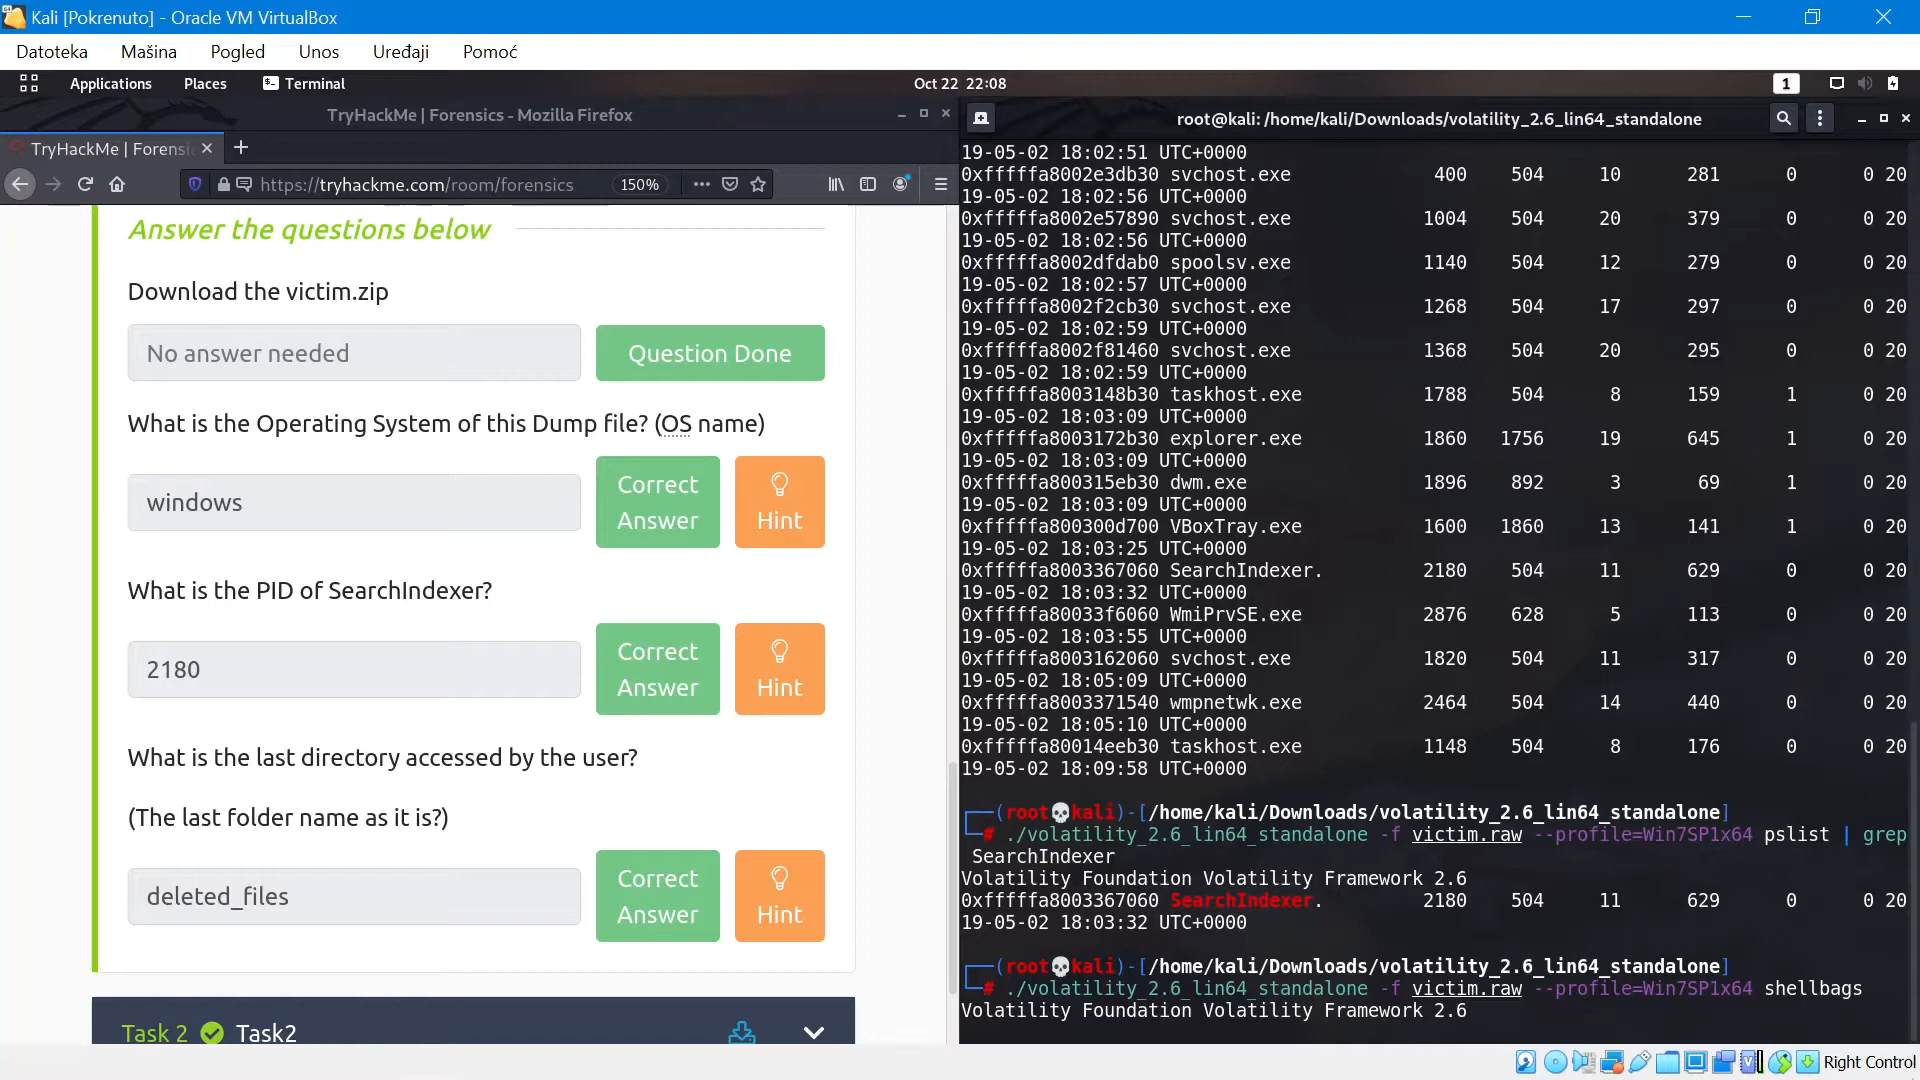 Kali [Pokrenuto] - Oracle VM VirtualBox
Datoteka Mašina Pogled Unos Uređaji Pomoć
Applications Places Terminal Oct 22 22:08 1
TryHackMe | Forensics - Mozilla Firefox
TryHackMe | Forensi
https://tryhackme.com/room/forensics 150%
Answer the questions below
Download the victim.zip
No answer needed Question Done
What is the Operating System of this Dump file? (OS name)
windows Correct Answer Hint
What is the PID of SearchIndexer?
2180 Correct Answer Hint
What is the last directory accessed by the user?
(The last folder name as it is?)
deleted_files Correct Answer Hint
Task 2 Task2
root@kali: /home/kali/Downloads/volatility_2.6_lin64_standalone
19-05-02 18:02:51 UTC+0000
0xfffffa8002e3db30 svchost.exe 400 504 10 281 0 0 20
19-05-02 18:02:56 UTC+0000
0xfffffa8002e57890 svchost.exe 1004 504 20 379 0 0 20
19-05-02 18:02:56 UTC+0000
0xfffffa8002dfdab0 spoolsv.exe 1140 504 12 279 0 0 20
19-05-02 18:02:57 UTC+0000
0xfffffa8002f2cb30 svchost.exe 1268 504 17 297 0 0 20
19-05-02 18:02:59 UTC+0000
0xfffffa8002f81460 svchost.exe 1368 504 20 295 0 0 20
19-05-02 18:02:59 UTC+0000
0xfffffa8003148b30 taskhost.exe 1788 504 8 159 1 0 20
19-05-02 18:03:09 UTC+0000
0xfffffa8003172b30 explorer.exe 1860 1756 19 645 1 0 20
19-05-02 18:03:09 UTC+0000
0xfffffa800315eb30 dwm.exe 1896 892 3 69 1 0 20
19-05-02 18:03:09 UTC+0000
0xfffffa800300d700 VBoxTray.exe 1600 1860 13 141 1 0 20
19-05-02 18:03:25 UTC+0000
0xfffffa8003367060 SearchIndexer. 2180 504 11 629 0 0 20
19-05-02 18:03:32 UTC+0000
0xfffffa80033f6060 WmiPrvSE.exe 2876 628 5 113 0 0 20
19-05-02 18:03:55 UTC+0000
0xfffffa8003162060 svchost.exe 1820 504 11 317 0 0 20
19-05-02 18:05:09 UTC+0000
0xfffffa8003371540 wmpnetwk.exe 2464 504 14 440 0 0 20
19-05-02 18:05:10 UTC+0000
0xfffffa80014eeb30 taskhost.exe 1148 504 8 176 0 0 20
19-05-02 18:09:58 UTC+0000
(root💀kali)-[/home/kali/Downloads/volatility_2.6_lin64_standalone]
# ./volatility_2.6_lin64_standalone -f victim.raw --profile=Win7SP1x64 pslist | grep
SearchIndexer
Volatility Foundation Volatility Framework 2.6
0xfffffa8003367060 SearchIndexer. 2180 504 11 629 0 0 20
19-05-02 18:03:32 UTC+0000
(root💀kali)-[/home/kali/Downloads/volatility_2.6_lin64_standalone]
# ./volatility_2.6_lin64_standalone -f victim.raw --profile=Win7SP1x64 shellbags
Volatility Foundation Volatility Framework 2.6
Right Control